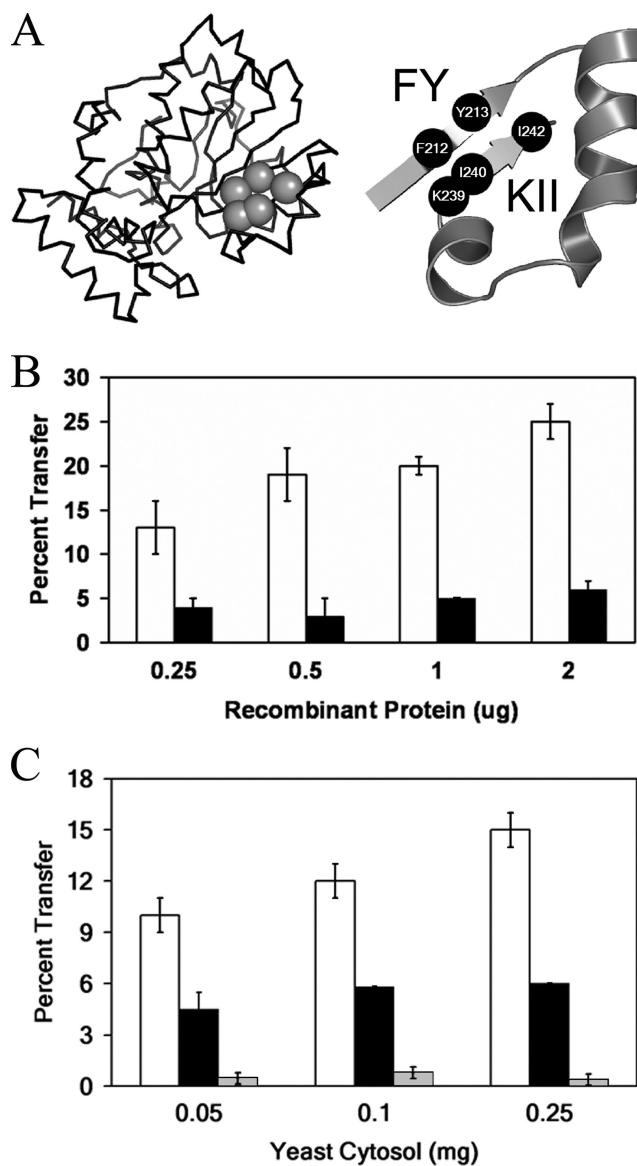 A
FY
Y213
F212
I242
I240
K239
KII
B
30
25
20
15
10
5
0
Percent Transfer
0.25 0.5 1 2
Recombinant Protein (ug)
C
18
15
12
9
6
3
0
Percent Transfer
0.05 0.1 0.25
Yeast Cytosol (mg)